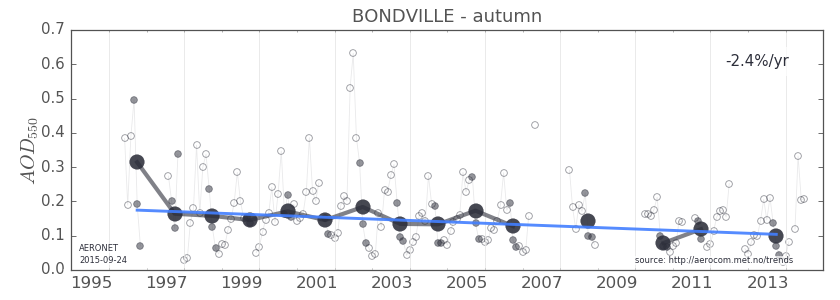 BONDVILLE - autumn
0.7
0.6
0.5
0.4
0.3
0.2
0.1
0.0
AOD550
-2.4%/yr
AERONET
2015-09-24
source: http://aerocom.met.no/trends
1995 1997 1999 2001 2003 2005 2007 2009 2011 2013